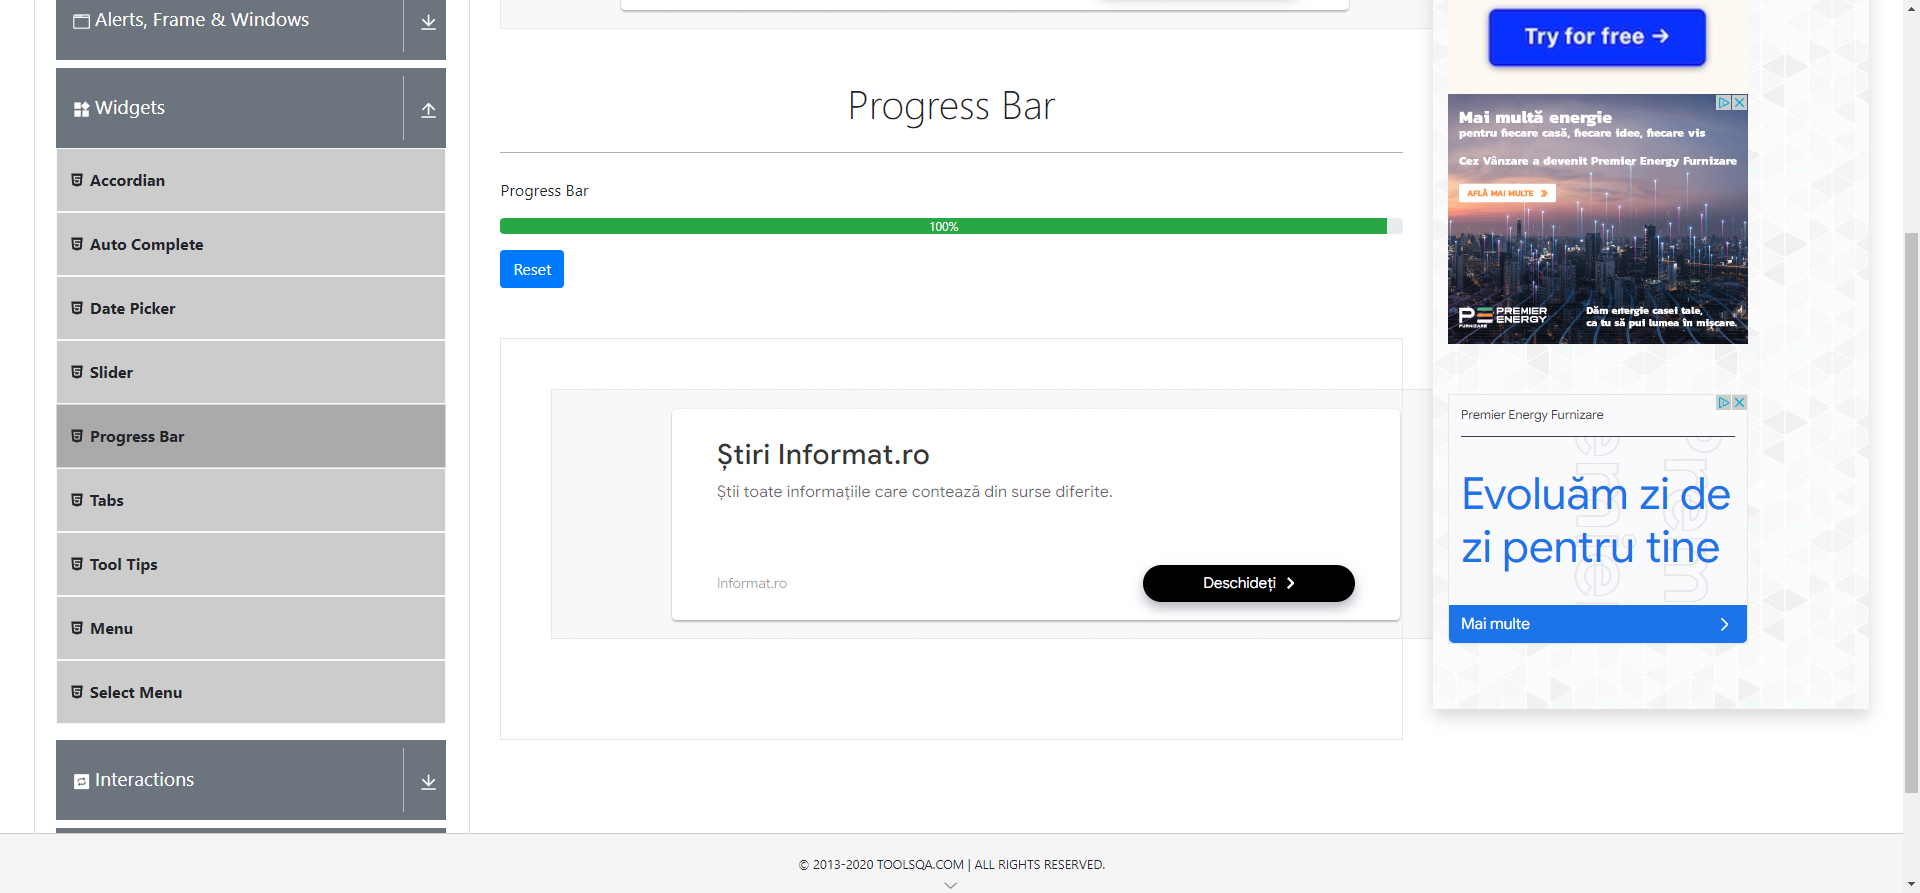 Alerts, Frame & Windows
Widgets
Accordian
Auto Complete
Date Picker
Slider
Progress Bar
Tabs
Tool Tips
Menu
Select Menu
Interactions
Progress Bar
Progress Bar
100%
Reset
Știri Informat.ro
Știi toate informațiile care contează din surse diferite.
Informat.ro
Deschideți
Try for free →
Mai multă energie
pentru fiecare casă, fiecare idee, fiecare vis
Cez Vânzare a devenit Premier Energy Furnizare
AFLĂ MAI MULTE
PE PREMIER
ENERGY
FURNIZARE
Dăm energie casei tale,
ca tu să pui lumea în mișcare.
Premier Energy Furnizare
Evoluăm zi de
zi pentru tine
Mai multe
© 2013-2020 TOOLSQA.COM | ALL RIGHTS RESERVED.